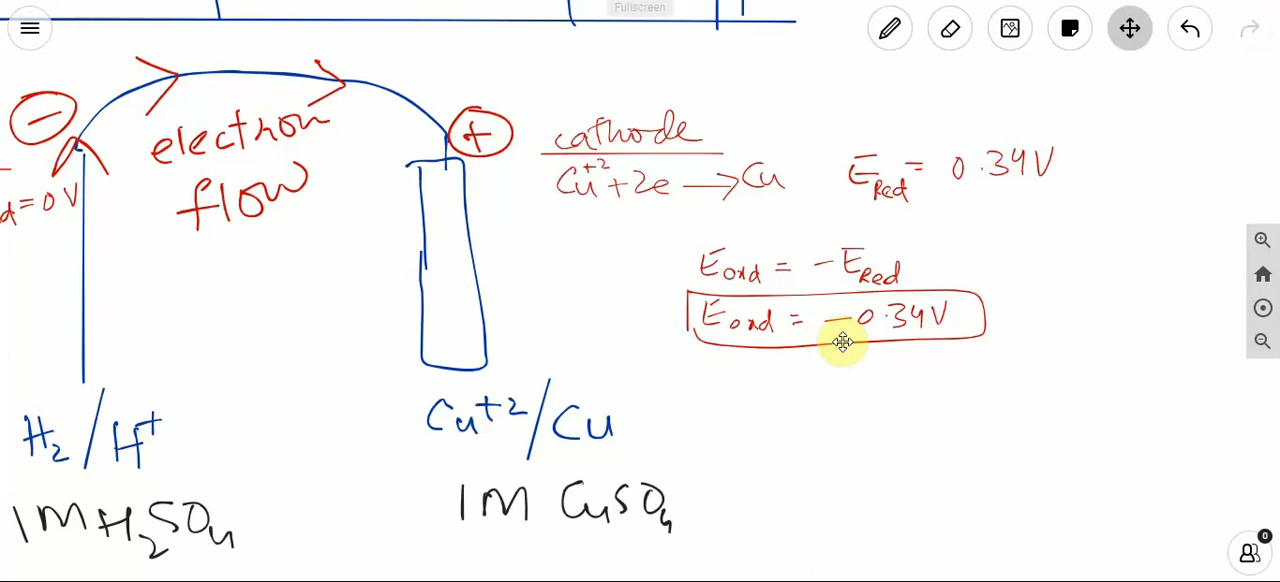 Fullscreen
−
electron
flow
+
d = 0V
cathode
Cu+2 + 2e → Cu
ERed = 0.34V
Eoxd = − ERed
Eoxd = − 0.34V
H2/H+
Cu+2/Cu
1M H2SO4
1M CuSO4
0